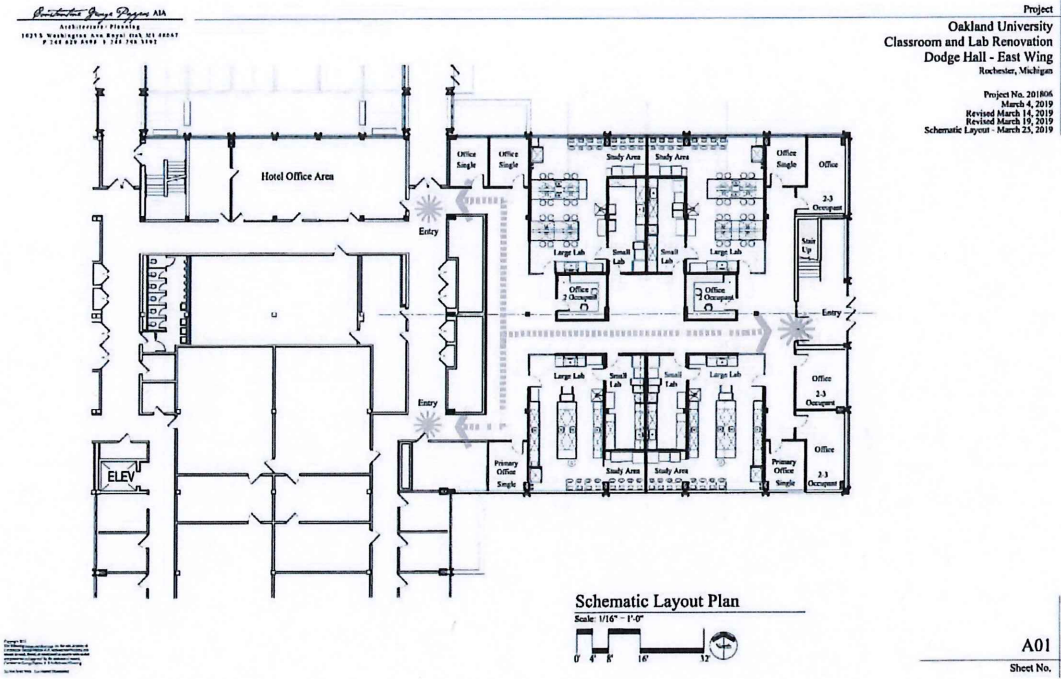 Constantine George Pappas AIA
Architecture - Planning
Project
Oakland University
Classroom and Lab Renovation
Dodge Hall - East Wing
Rochester, Michigan
Project No. 201806
March 4, 2019
Revised March 14, 2019
Revised March 19, 2019
Schematic Layout - March 25, 2019
Office
Single
Office
Single
Study Area
Study Area
Office
Single
Office
Hotel Office Area
2-3
Occupant
Entry
Stair
Up
Large Lab
Small
Lab
Small
Lab
Large Lab
Office
2 Occupant
Office
2 Occupant
Entry
Large Lab
Small
Lab
Small
Lab
Large Lab
Office
2-3
Occupant
Entry
Office
ELEV
Primary
Office
Single
Study Area
Study Area
Primary
Office
Single
2-3
Occupant
Schematic Layout Plan
Scale: 1/16" = 1'-0"
0' 4' 8' 16' 32'
A01
Sheet No.